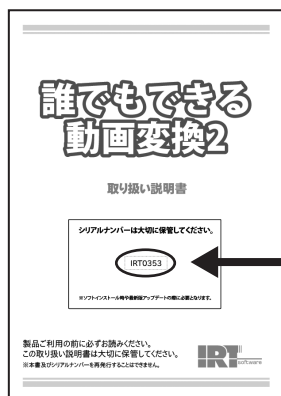 誰でもできる
動画変換2
取り扱い説明書
シリアルナンバーは大切に保管してください。
IRT0353
※ソフトインストール時や最新版アップデートの際に必要となります。
製品ご利用の前に必ずお読みください。
この取り扱い説明書は大切に保管してください。
※本書及びシリアルナンバーを再発行することはできません。
IRT
software